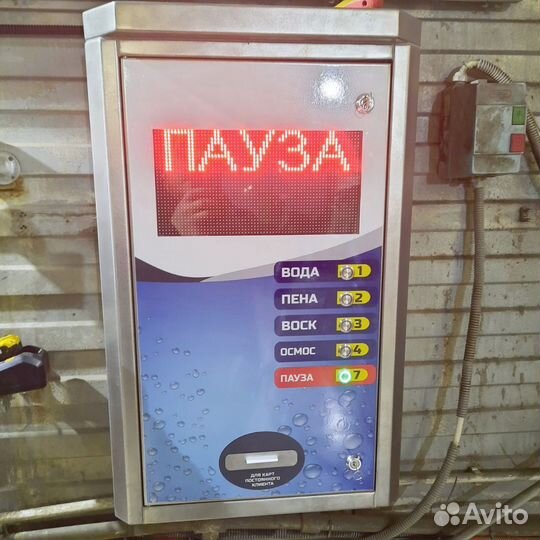 ПАУЗА
ВОДА 1
ПЕНА 2
ВОСК 3
ОСМОС 4
ПАУЗА 7
ДЛЯ КАРТ
ПОСТОЯННОГО
КЛИЕНТА
Avito